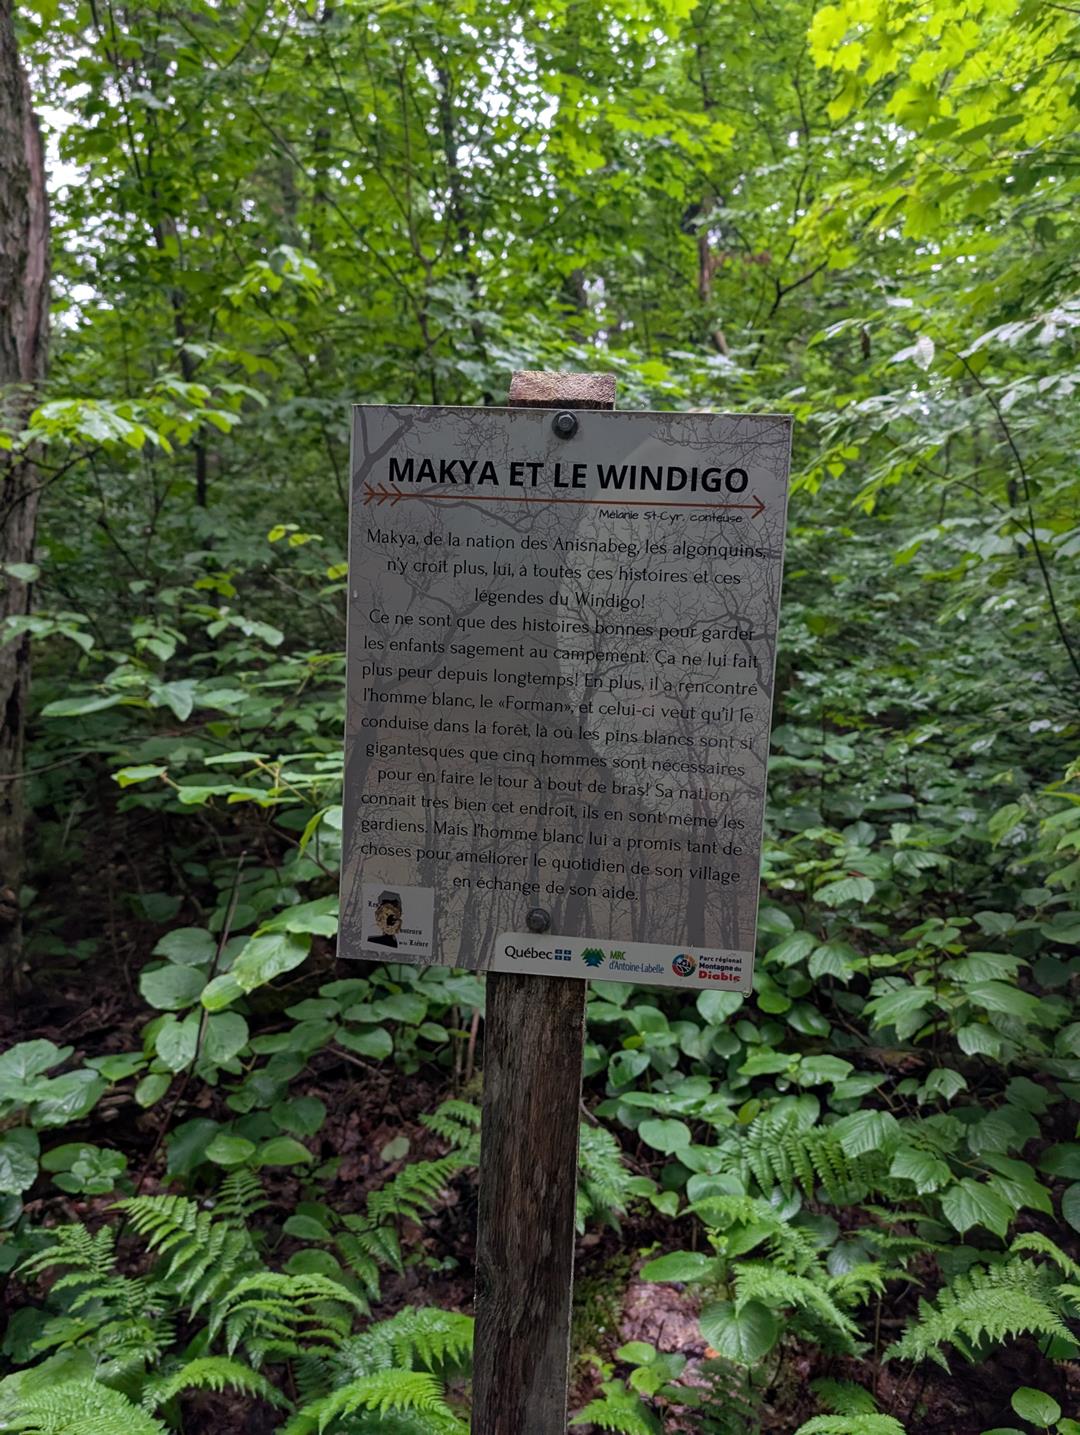 MAKYA ET LE WINDIGO
Mélanie St-Cyr, conteuse
Makya, de la nation des Anisnabeg, les algonquins,
n'y croit plus, lui, à toutes ces histoires et ces
légendes du Windigo!
Ce ne sont que des histoires bonnes pour garder
les enfants sagement au campement. Ça ne lui fait
plus peur depuis longtemps! En plus, il a rencontré
l'homme blanc, le «Forman», et celui-ci veut qu'il le
conduise dans la forêt, là où les pins blancs sont si
gigantesques que cinq hommes sont nécessaires
pour en faire le tour à bout de bras! Sa nation
connait très bien cet endroit, ils en sont même les
gardiens. Mais l'homme blanc lui a promis tant de
choses pour améliorer le quotidien de son village
en échange de son aide.
Les
Lièvre
Québec
MRC
d'Antoine-Labelle
Parc régional
Montagne du
Diable